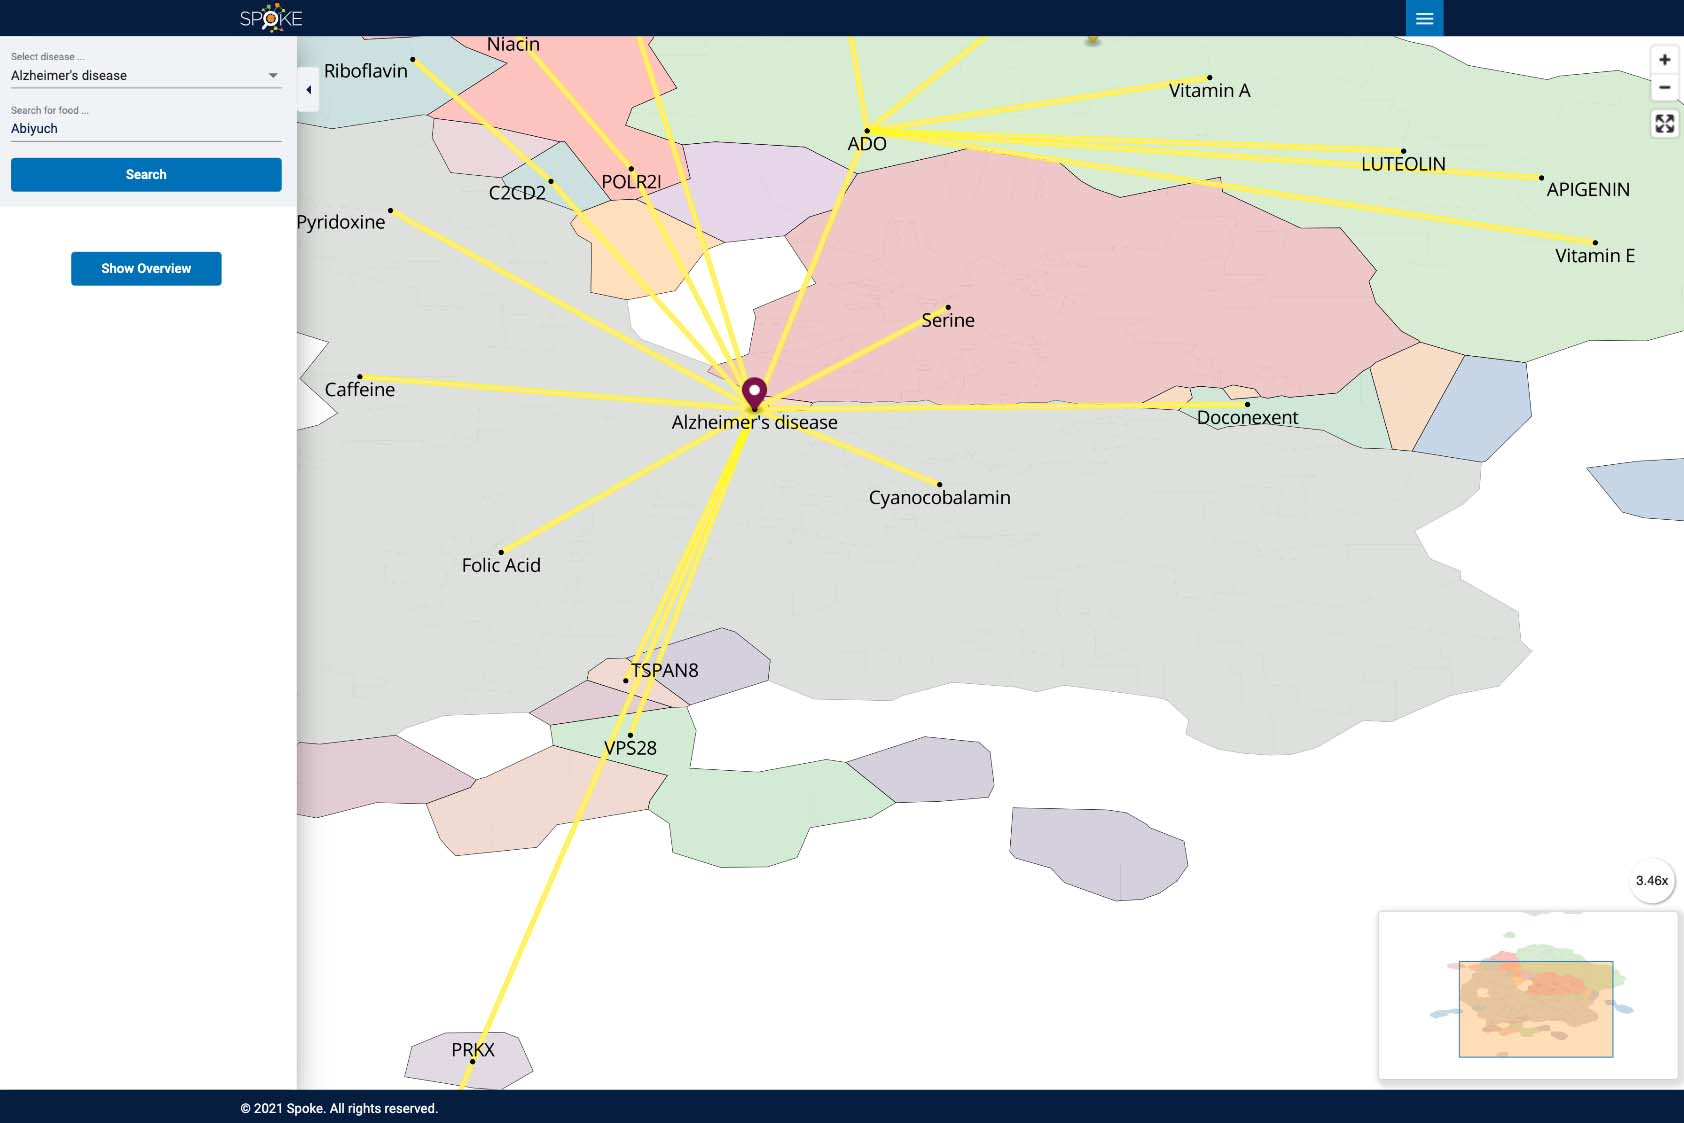 SPOKE
Select disease ...
Alzheimer's disease
Search for food ...
Abiyuch
Search
Show Overview
Niacin
Riboflavin
Vitamin A
ADO
LUTEOLIN
POLR2I
C2CD2
APIGENIN
Pyridoxine
Vitamin E
Serine
Caffeine
Alzheimer's disease
Doconexent
Cyanocobalamin
Folic Acid
TSPAN8
VPS28
3.46x
PRKX
© 2021 Spoke. All rights reserved.